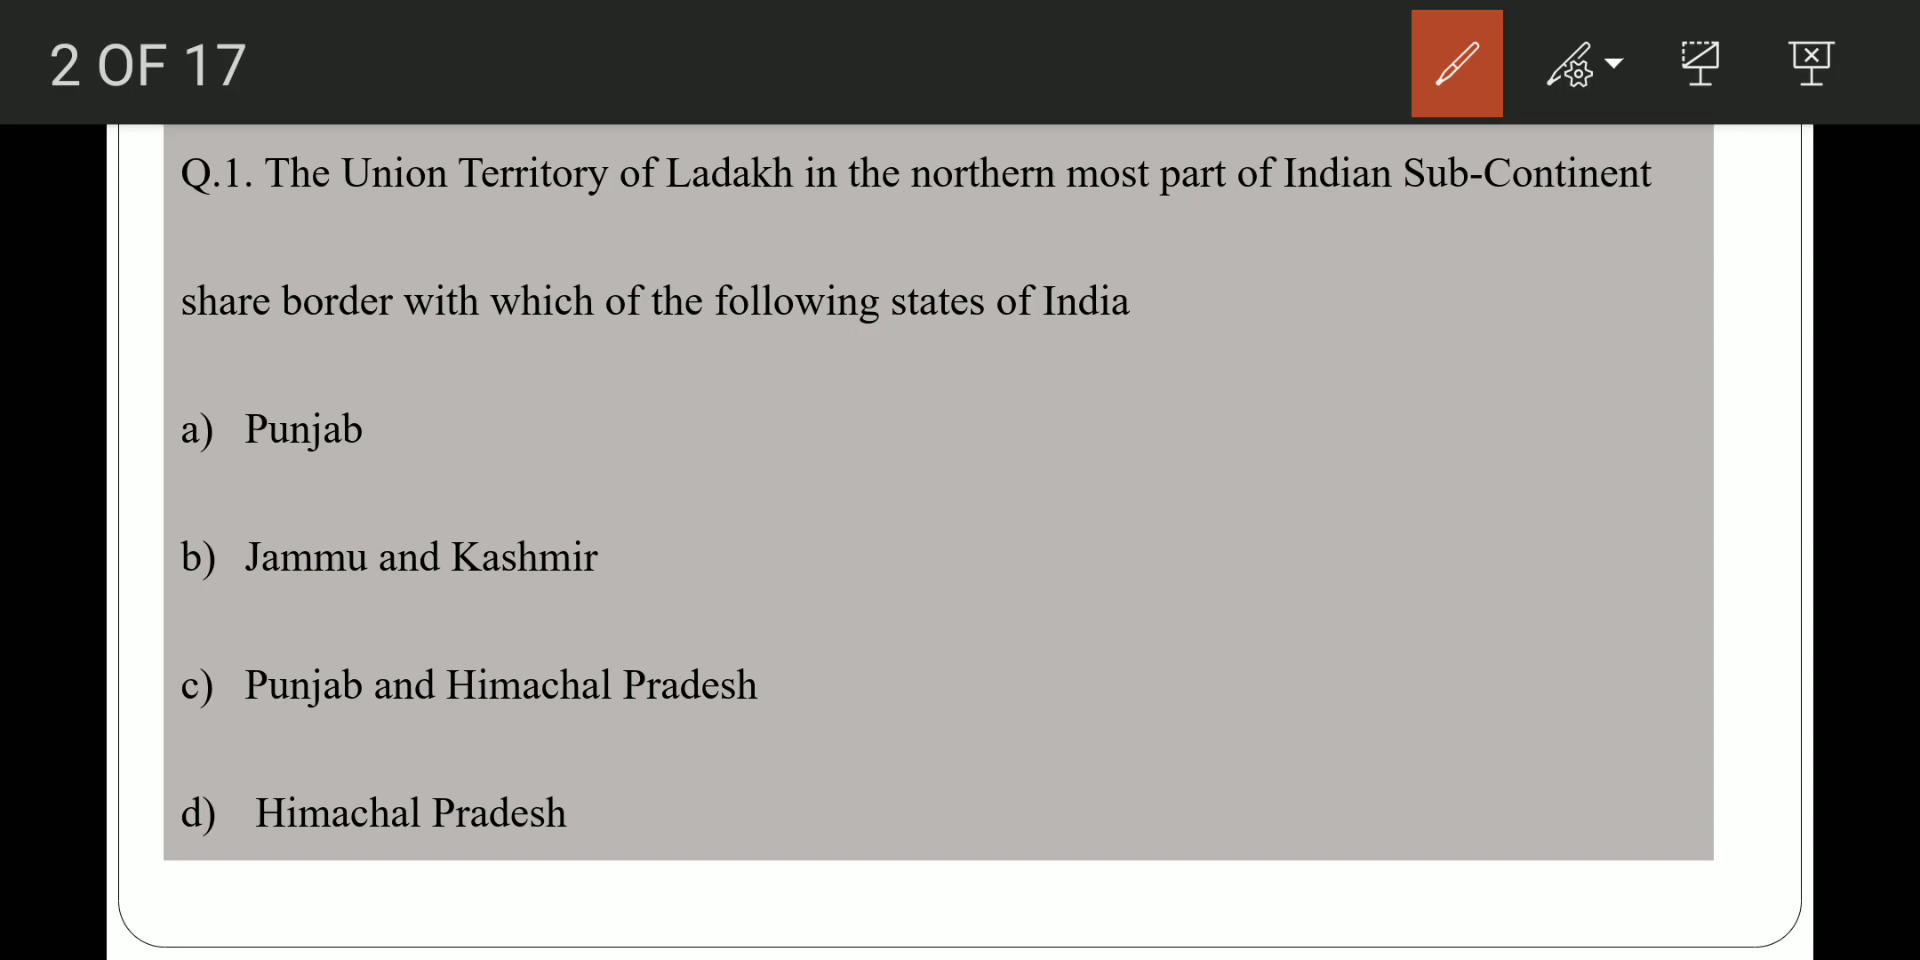 2 OF 17
Q.1. The Union Territory of Ladakh in the northern most part of Indian Sub-Continent
share border with which of the following states of India
a) Punjab
b) Jammu and Kashmir
c) Punjab and Himachal Pradesh
d) Himachal Pradesh